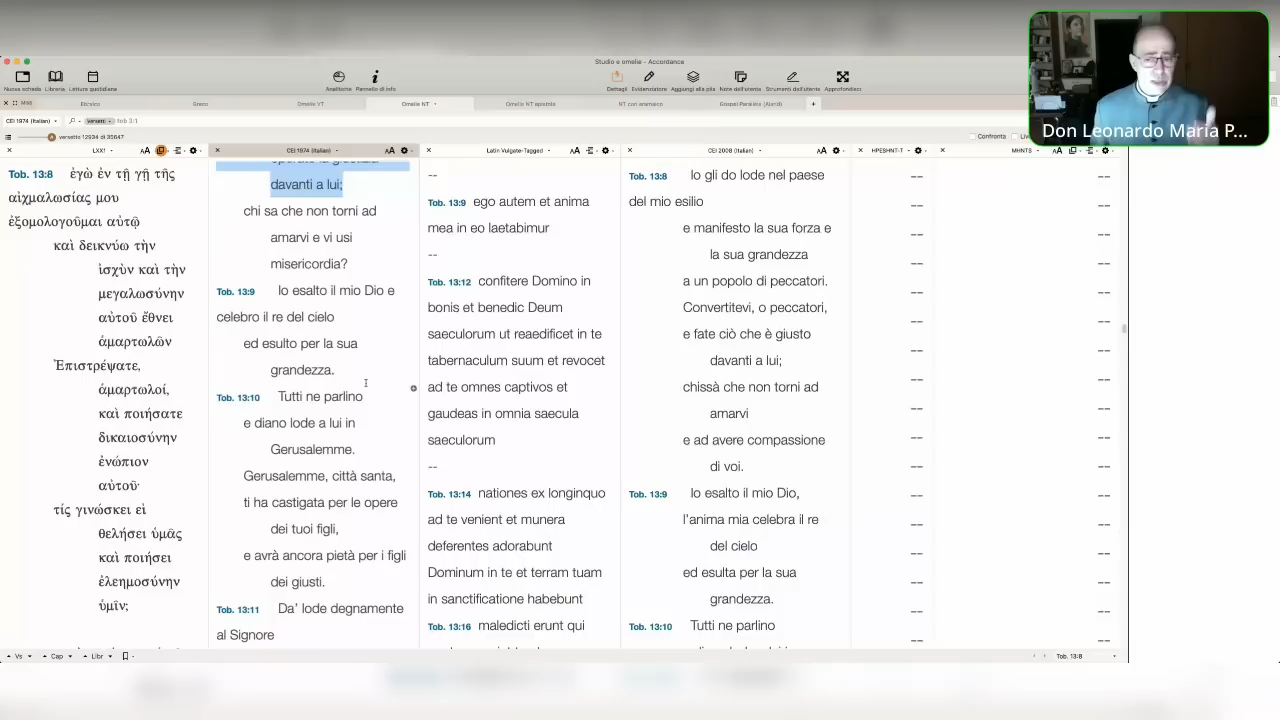 Studio e omelie - Accordance
Nuova scheda Libreria Lettura quotidiana Analitiche Pannello di info Dettagli Evidenziatore Aggiungi alla pila Note dell'utente Strumenti dell'utente Approfondisci
Ebraico Greco Omelie VT Omelie NT NT con aramaico +
CEI 1974 (Italian) versetti tob 3:1
versetto 12934 di 35647 Confronta
LXX1 CEI 1974 (Italian) Latin Vulgate-Tagged CEI 2008 (Italian) HPESHNT-T MHNTS
Don Leonardo Maria P...
Tob. 13:8 ἐγὼ ἐν τῇ γῇ τῆς
αἰχμαλωσίας μου
ἐξομολογοῦμαι αὐτῷ
καὶ δεικνύω τὴν
ἰσχὺν καὶ τὴν
μεγαλωσύνην
αὐτοῦ ἔθνει
ἁμαρτωλῶν
Ἐπιστρέψατε,
ἁμαρτωλοί,
καὶ ποιήσατε
δικαιοσύνην
ἐνώπιον
αὐτοῦ·
τίς γινώσκει εἰ
θελήσει ὑμᾶς
καὶ ποιήσει
ἐλεημοσύνην
ὑμῖν;
davanti a lui;
chi sa che non torni ad
amarvi e vi usi
misericordia?
Tob. 13:9 Io esalto il mio Dio e
celebro il re del cielo
ed esulto per la sua
grandezza.
Tob. 13:10 Tutti ne parlino
e diano lode a lui in
Gerusalemme.
Gerusalemme, città santa,
ti ha castigata per le opere
dei tuoi figli,
e avrà ancora pietà per i figli
dei giusti.
Tob. 13:11 Da' lode degnamente
al Signore
--
Tob. 13:9 ego autem et anima
mea in eo laetabimur
--
Tob. 13:12 confitere Domino in
bonis et benedic Deum
saeculorum ut reaedificet in te
tabernaculum suum et revocet
ad te omnes captivos et
gaudeas in omnia saecula
saeculorum
--
Tob. 13:14 nationes ex longinquo
ad te venient et munera
deferentes adorabunt
Dominum in te et terram tuam
in sanctificatione habebunt
Tob. 13:16 maledicti erunt qui
Tob. 13:8 Io gli do lode nel paese
del mio esilio
e manifesto la sua forza e
la sua grandezza
a un popolo di peccatori.
Convertitevi, o peccatori,
e fate ciò che è giusto
davanti a lui;
chissà che non torni ad
amarvi
e ad avere compassione
di voi.
Tob. 13:9 Io esalto il mio Dio,
l'anima mia celebra il re
del cielo
ed esulta per la sua
grandezza.
Tob. 13:10 Tutti ne parlino
Vs Cap Libr Tob. 13:8